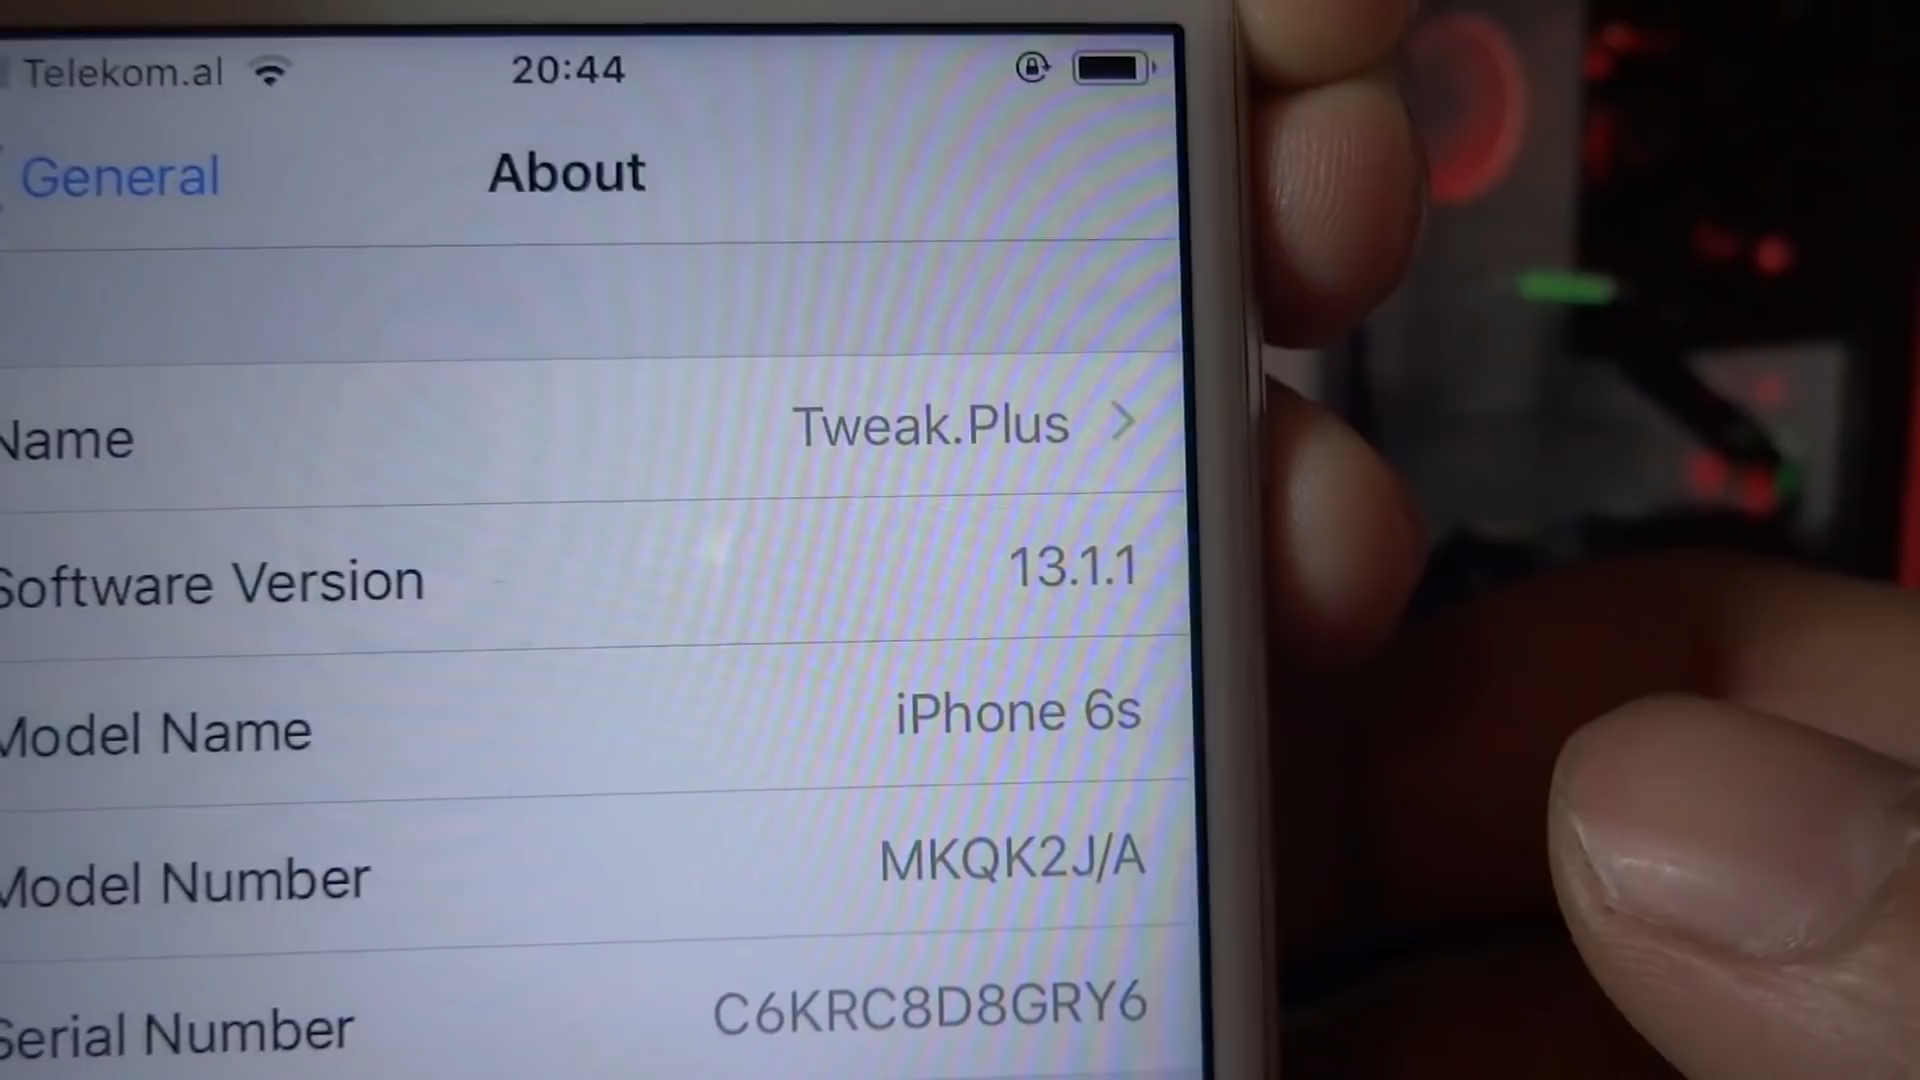 Telekom.al 20:44
General About
Name Tweak.Plus
Software Version 13.1.1
Model Name iPhone 6s
Model Number MKQK2J/A
Serial Number C6KRC8D8GRY6